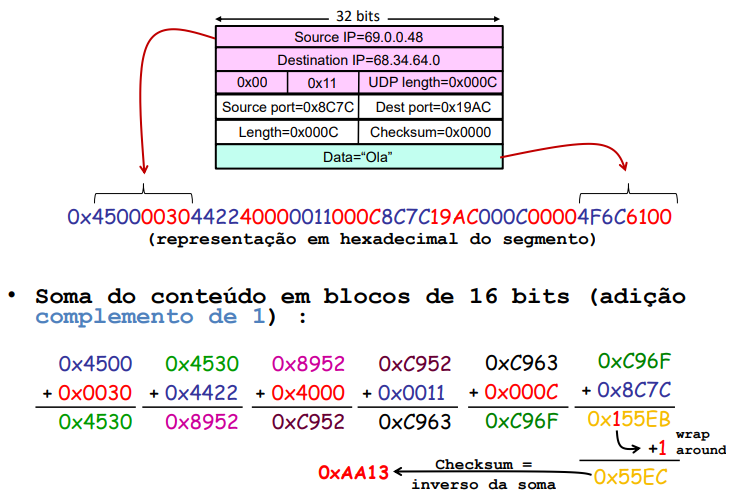 32 bits
Source IP=69.0.0.48
Destination IP=68.34.64.0
0x00 0x11 UDP length=0x000C
Source port=0x8C7C Dest port=0x19AC
Length=0x000C Checksum=0x0000
Data=“Ola”
0x45000030442240000011000C8C7C19AC000C00004F6C6100
(representação em hexadecimal do segmento)
• Soma do conteúdo em blocos de 16 bits (adição
complemento de 1) :
0x4500 0x4530 0x8952 0xC952 0xC963 0xC96F
+ 0x0030 + 0x4422 + 0x4000 + 0x0011 + 0x000C + 0x8C7C
0x4530 0x8952 0xC952 0xC963 0xC96F 0x155EB
+1 wrap
around
0xAA13 Checksum = 0x55EC
inverso da soma